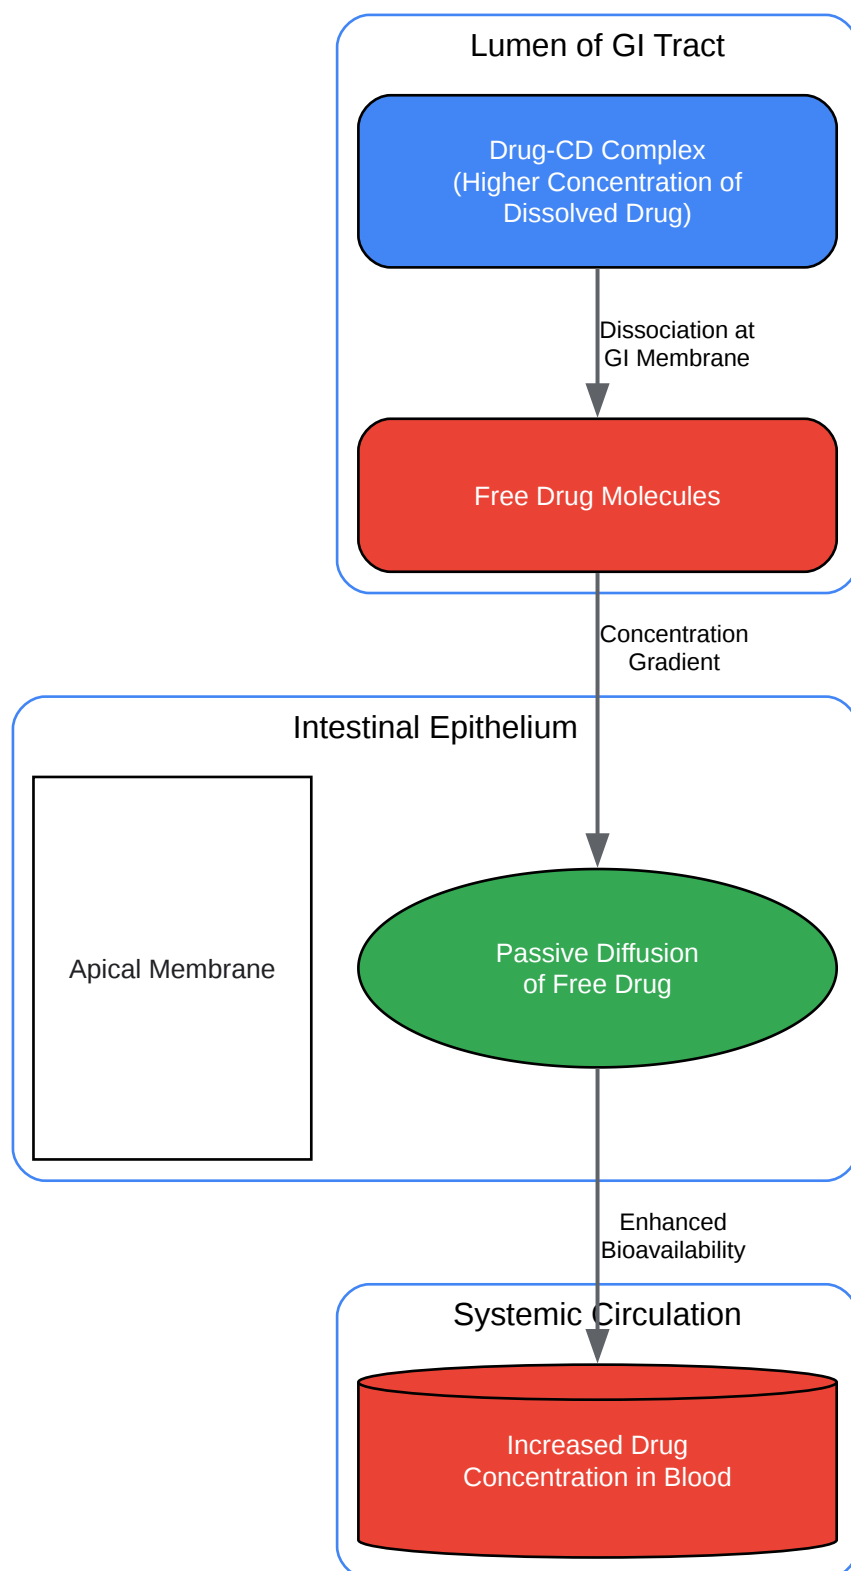 Lumen of GI Tract
Drug-CD Complex
(Higher Concentration of
Dissolved Drug)
Dissociation at
GI Membrane
Free Drug Molecules
Concentration
Gradient
Intestinal Epithelium
Apical Membrane
Passive Diffusion
of Free Drug
Enhanced
Bioavailability
Systemic Circulation
Increased Drug
Concentration in Blood